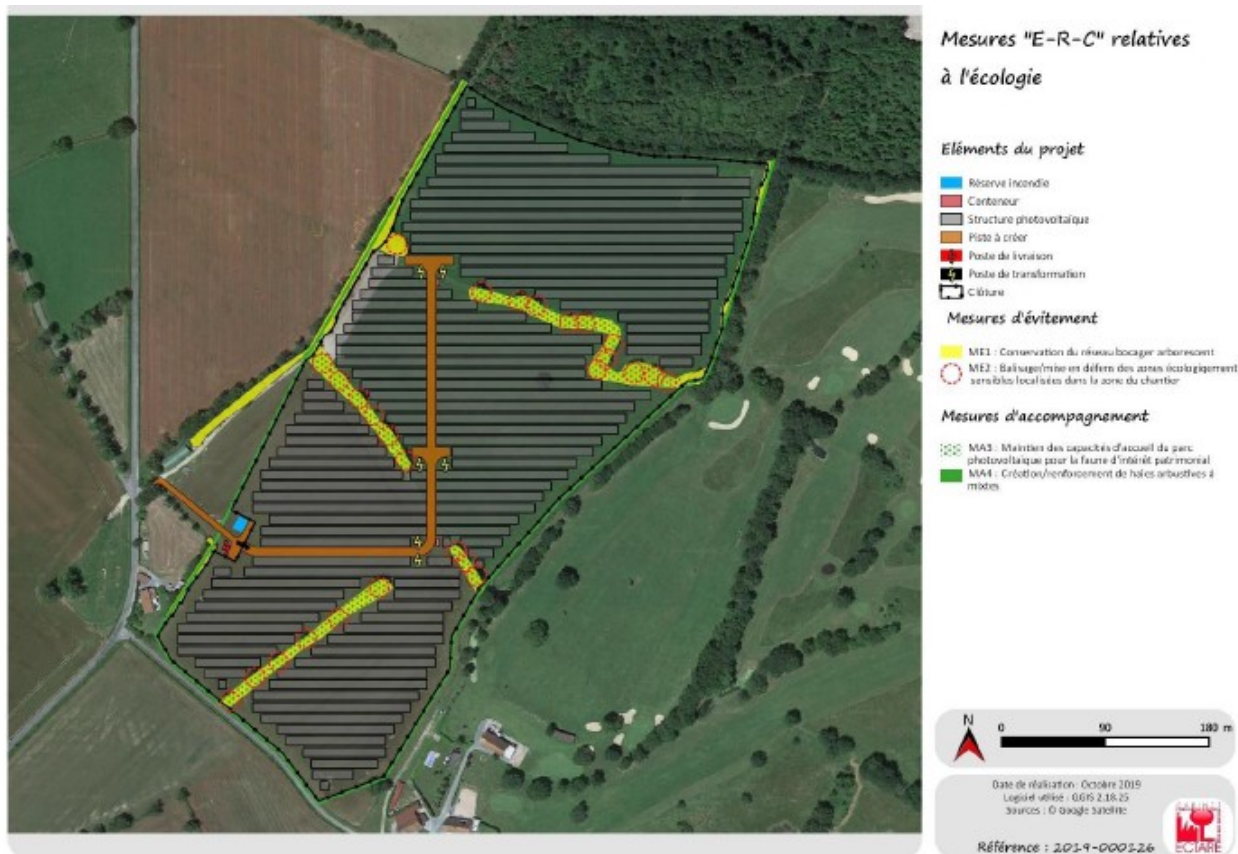 Mesures "E-R-C" relatives
à l'écologie
Eléments du projet
Réserve incendie
Conteneur
Structure photovoltaïque
Piste à créer
Poste de livraison
Poste de transformation
Clôture
Mesures d'évitement
ME1 : Conservation du réseau bocager arborescent
ME2 : Balisage/mise en défens des zones écologiquement
sensibles localisées dans la zone du chantier
Mesures d'accompagnement
MA3 : Maintien des capacités d'accueil du parc
photovoltaïque pour la faune d'intérêt patrimonial
MA4 : Création/renforcement de haies arbustives à
mixtes
N
0 90 180 m
Date de réalisation : Octobre 2019
Logiciel utilisé : QGIS 2.18.25
Sources : © Google Satellite
Référence : 2019-000126
ECTARE